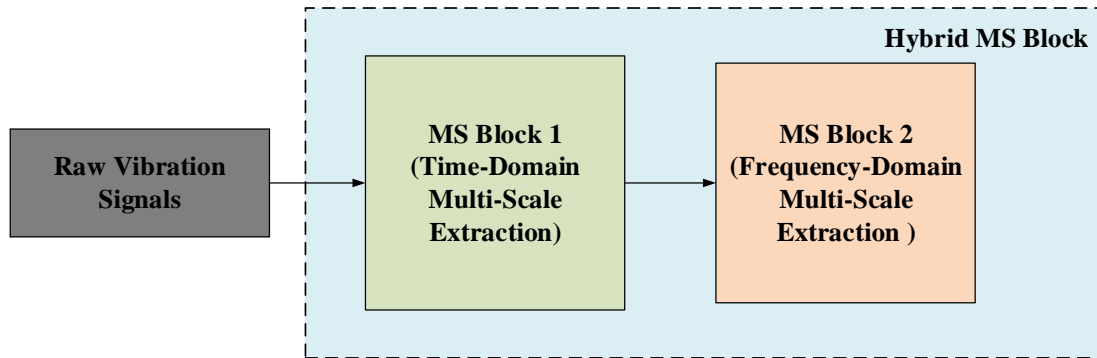 Hybrid MS Block
Raw Vibration
Signals
MS Block 1
(Time-Domain
Multi-Scale
Extraction)
MS Block 2
(Frequency-Domain
Multi-Scale
Extraction )